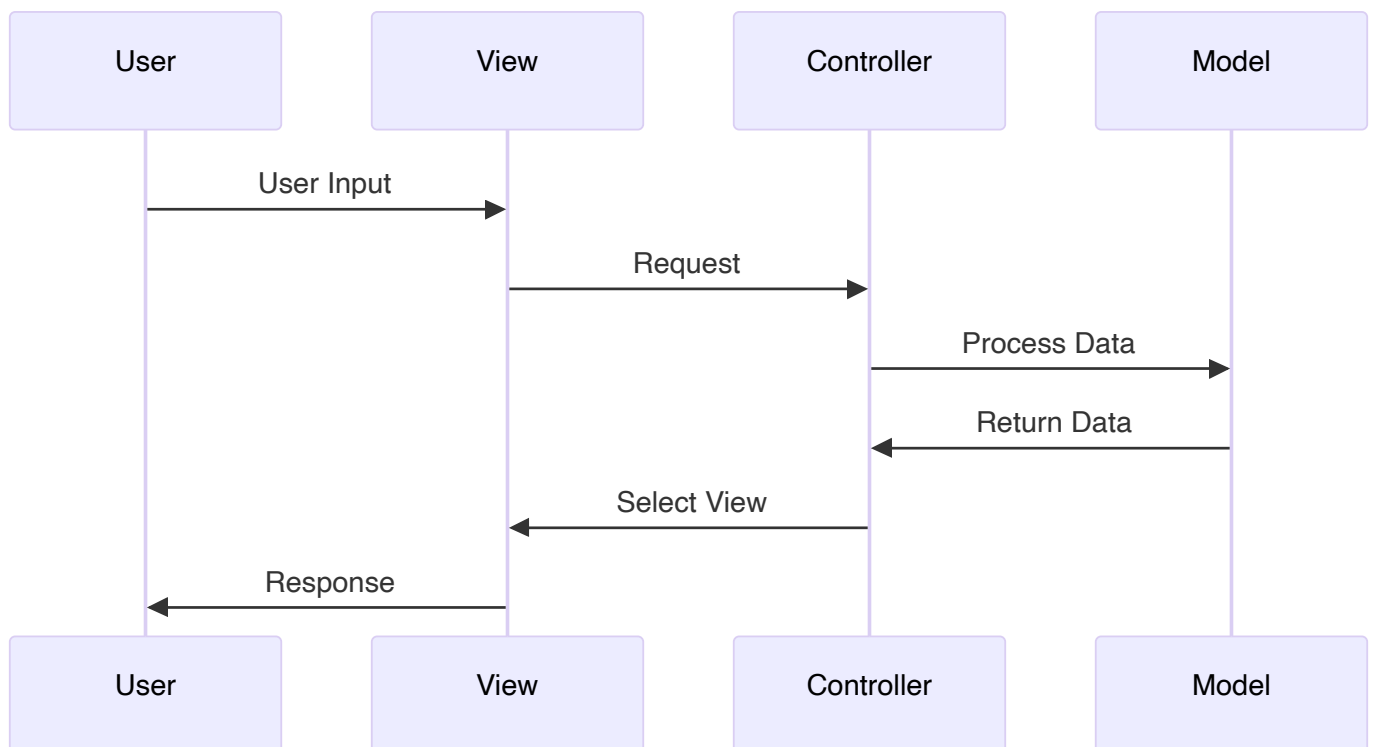 User View Controller Model
User Input
Request
Process Data
Return Data
Select View
Response
User View Controller Model